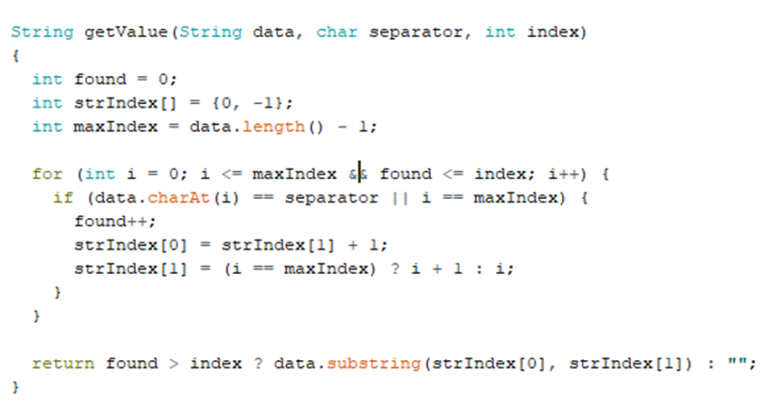 String getValue(String data, char separator, int index)
{
  int found = 0;
  int strIndex[] = {0, -1};
  int maxIndex = data.length() - 1;

  for (int i = 0; i <= maxIndex && found <= index; i++) {
    if (data.charAt(i) == separator || i == maxIndex) {
      found++;
      strIndex[0] = strIndex[1] + 1;
      strIndex[1] = (i == maxIndex) ? i + 1 : i;
    }
  }

  return found > index ? data.substring(strIndex[0], strIndex[1]) : "";
}